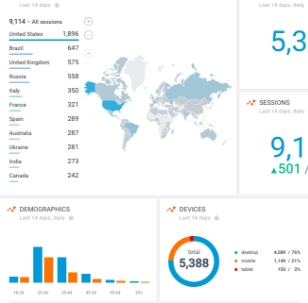 Last 14 days
Last 14 days, daily
9,114 - All sessions
United States 1,896
Brazil 647
United Kingdom 575
Russia 558
Italy 350
France 321
Spain 289
Australia 287
Ukraine 281
India 273
Canada 242
5,3
SESSIONS
Last 14 days, daily
9,1
▲501 /
DEMOGRAPHICS
Last 14 days, daily
18-24 25-34 35-44 45-54 55-64 65+
DEVICES
Last 14 days
total
5,388
desktop 4,089 / 76%
mobile 1,146 / 21%
tablet 153 / 3%